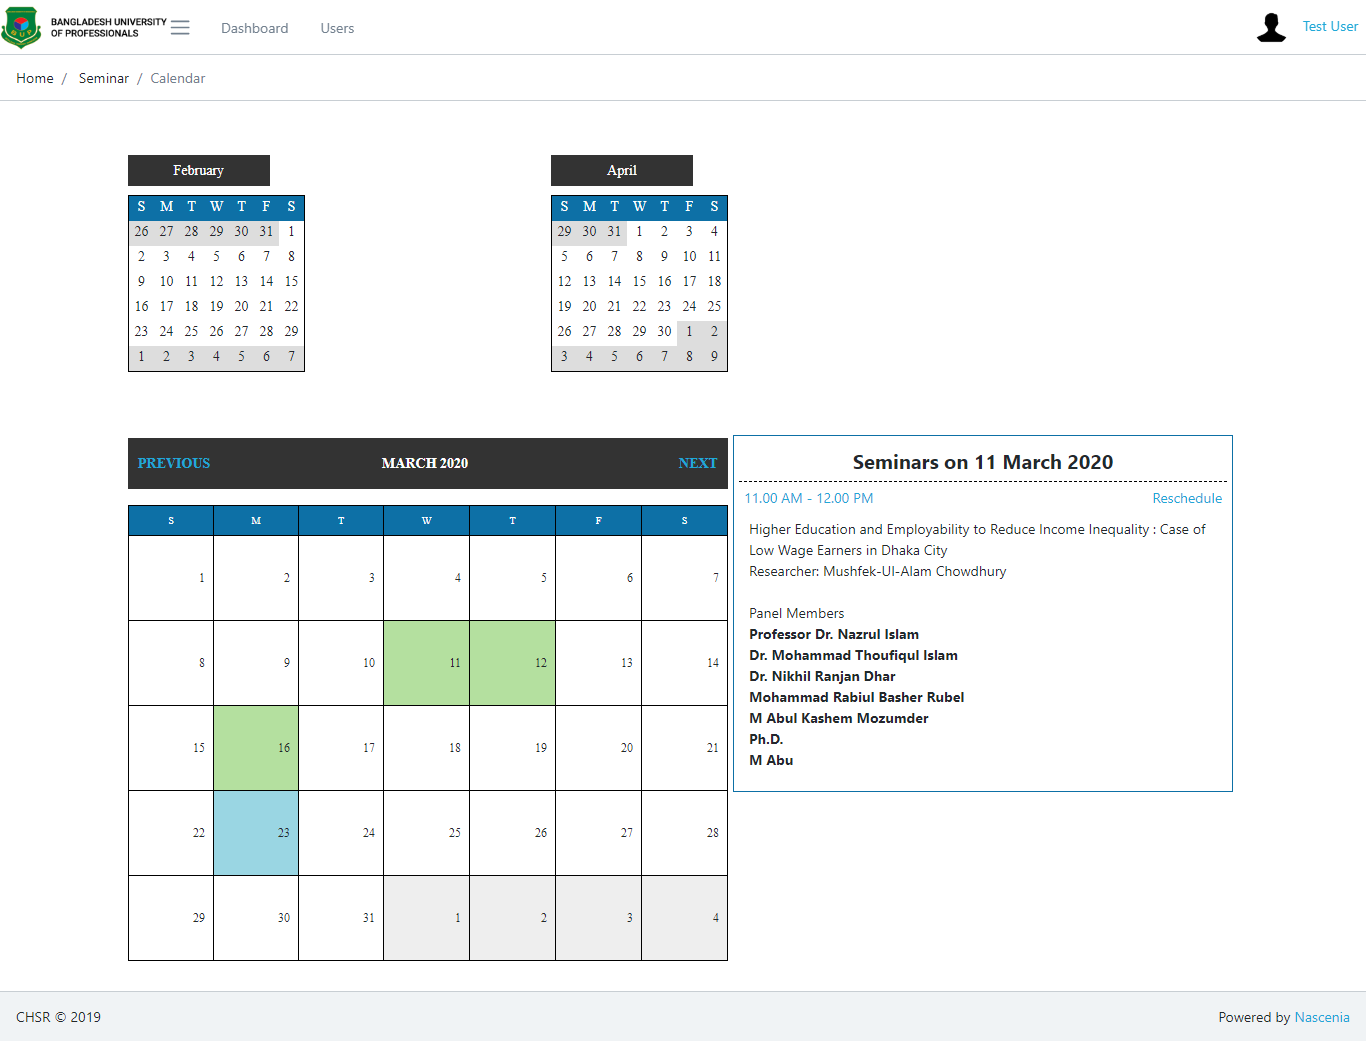 BANGLADESH UNIVERSITY
OF PROFESSIONALS
Dashboard
Users
Test User
Home / Seminar / Calendar
February
S M T W T F S
26 27 28 29 30 31 1
2 3 4 5 6 7 8
9 10 11 12 13 14 15
16 17 18 19 20 21 22
23 24 25 26 27 28 29
1 2 3 4 5 6 7
April
S M T W T F S
29 30 31 1 2 3 4
5 6 7 8 9 10 11
12 13 14 15 16 17 18
19 20 21 22 23 24 25
26 27 28 29 30 1 2
3 4 5 6 7 8 9
PREVIOUS MARCH 2020 NEXT
S M T W T F S
1 2 3 4 5 6 7
8 9 10 11 12 13 14
15 16 17 18 19 20 21
22 23 24 25 26 27 28
29 30 31 1 2 3 4
Seminars on 11 March 2020
11.00 AM - 12.00 PM Reschedule
Higher Education and Employability to Reduce Income Inequality : Case of
Low Wage Earners in Dhaka City
Researcher: Mushfek-Ul-Alam Chowdhury
Panel Members
Professor Dr. Nazrul Islam
Dr. Mohammad Thoufiqul Islam
Dr. Nikhil Ranjan Dhar
Mohammad Rabiul Basher Rubel
M Abul Kashem Mozumder
Ph.D.
M Abu
CHSR © 2019
Powered by Nascenia